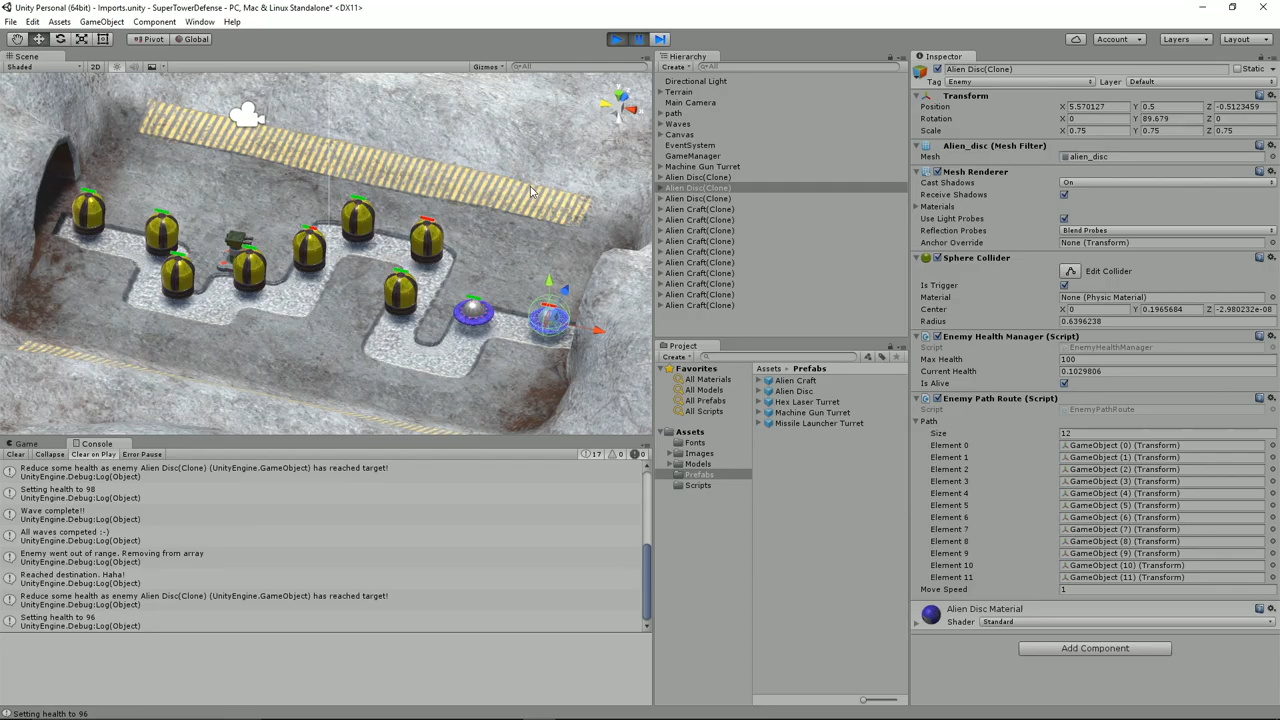 Unity Personal (64bit) - Imports.unity - SuperTowerDefense - PC, Mac & Linux Standalone* <DX11>
File Edit Assets GameObject Component Window Help
Pivot Global Account Layers Layout
Scene
Shaded 2D Gizmos All
Hierarchy
Create All
Directional Light
Terrain
Main Camera
path
Waves
Canvas
EventSystem
GameManager
Machine Gun Turret
Alien Disc(Clone)
Alien Disc(Clone)
Alien Disc(Clone)
Alien Craft(Clone)
Alien Craft(Clone)
Alien Craft(Clone)
Alien Craft(Clone)
Alien Craft(Clone)
Alien Craft(Clone)
Alien Craft(Clone)
Alien Craft(Clone)
Alien Craft(Clone)
Alien Craft(Clone)
Project
Create
Favorites
All Materials
All Models
All Prefabs
All Scripts
Assets
Fonts
Images
Models
Prefabs
Scripts
Assets Prefabs
Alien Craft
Alien Disc
Hex Laser Turret
Machine Gun Turret
Missile Launcher Turret
Inspector
Alien Disc(Clone) Static
Tag Enemy Layer Default
Transform
Position X 5.570127 Y 0.5 Z -0.5123459
Rotation X 0 Y 89.679 Z 0
Scale X 0.75 Y 0.75 Z 0.75
Alien_disc (Mesh Filter)
Mesh alien_disc
Mesh Renderer
Cast Shadows On
Receive Shadows
Materials
Use Light Probes
Reflection Probes Blend Probes
Anchor Override None (Transform)
Sphere Collider
Edit Collider
Is Trigger
Material None (Physic Material)
Center X 0 Y 0.1965684 Z -2.980232e-08
Radius 0.6396238
Enemy Health Manager (Script)
Script EnemyHealthManager
Max Health 100
Current Health 0.1029806
Is Alive
Enemy Path Route (Script)
Script EnemyPathRoute
Path
Size 12
Element 0 GameObject (0) (Transform)
Element 1 GameObject (1) (Transform)
Element 2 GameObject (2) (Transform)
Element 3 GameObject (3) (Transform)
Element 4 GameObject (4) (Transform)
Element 5 GameObject (5) (Transform)
Element 6 GameObject (6) (Transform)
Element 7 GameObject (7) (Transform)
Element 8 GameObject (8) (Transform)
Element 9 GameObject (9) (Transform)
Element 10 GameObject (10) (Transform)
Element 11 GameObject (11) (Transform)
Move Speed 1
Alien Disc Material
Shader Standard
Add Component
Game Console
Clear Collapse Clear on Play Error Pause 17 0 0
Reduce some health as enemy Alien Disc(Clone) (UnityEngine.GameObject) has reached target!
UnityEngine.Debug:Log(Object)
Setting health to 98
UnityEngine.Debug:Log(Object)
Wave complete!!
UnityEngine.Debug:Log(Object)
All waves competed :-)
UnityEngine.Debug:Log(Object)
Enemy went out of range. Removing from array
UnityEngine.Debug:Log(Object)
Reached destination. Haha!
UnityEngine.Debug:Log(Object)
Reduce some health as enemy Alien Disc(Clone) (UnityEngine.GameObject) has reached target!
UnityEngine.Debug:Log(Object)
Setting health to 96
UnityEngine.Debug:Log(Object)
Setting health to 96